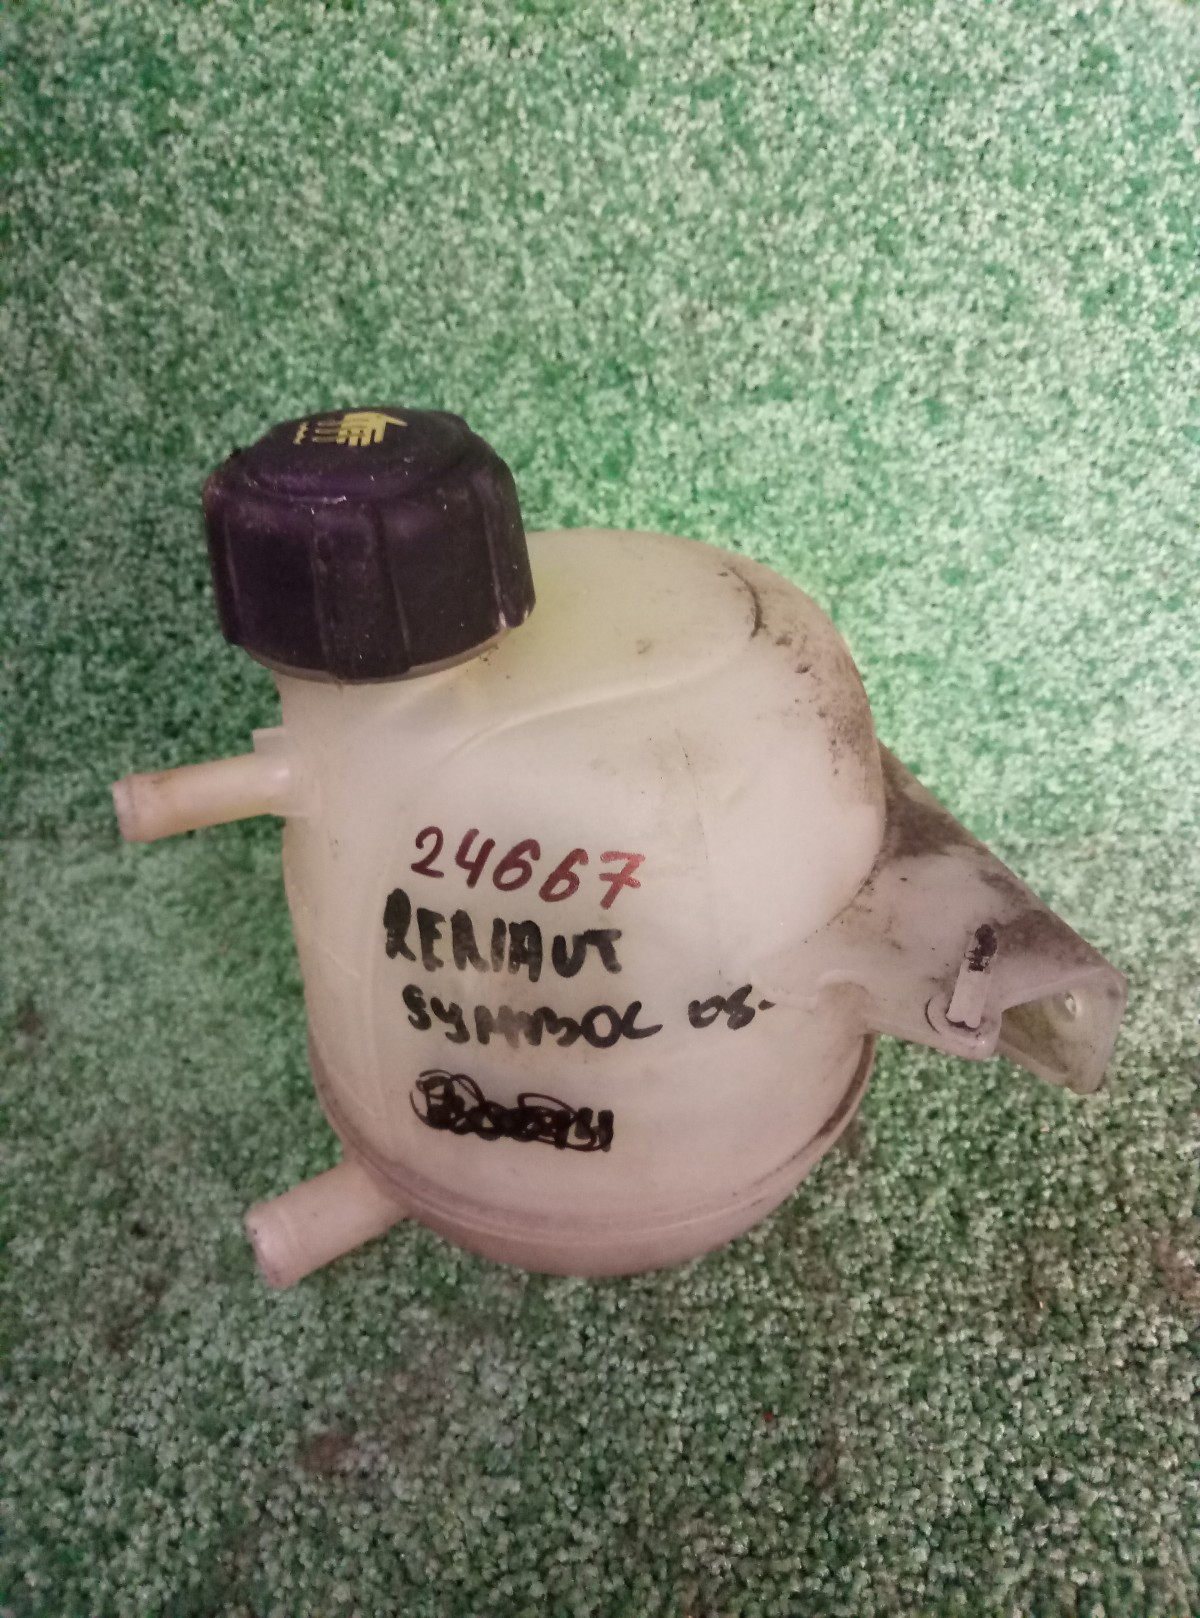 24667
RENAUT
SYMBOL 08-